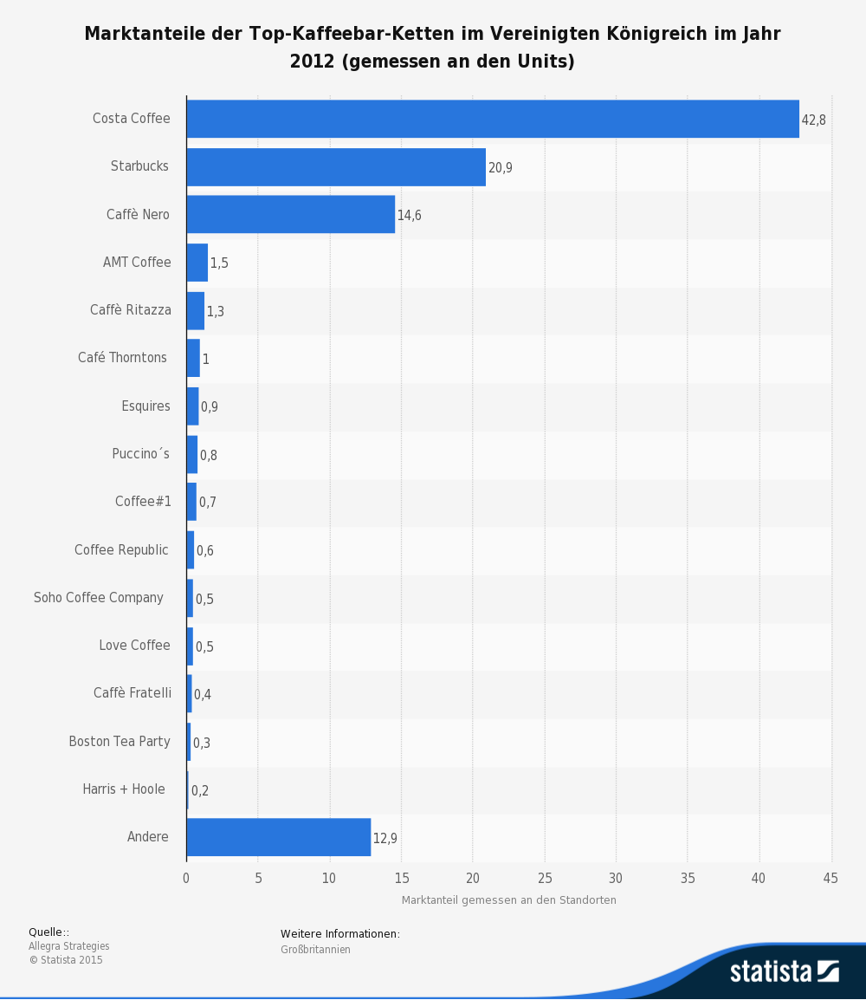 Marktanteile der Top-Kaffeebar-Ketten im Vereinigten Königreich im Jahr
2012 (gemessen an den Units)
Costa Coffee 42,8
Starbucks 20,9
Caffè Nero 14,6
AMT Coffee 1,5
Caffè Ritazza 1,3
Café Thorntons 1
Esquires 0,9
Puccino´s 0,8
Coffee#1 0,7
Coffee Republic 0,6
Soho Coffee Company 0,5
Love Coffee 0,5
Caffè Fratelli 0,4
Boston Tea Party 0,3
Harris + Hoole 0,2
Andere 12,9
0 5 10 15 20 25 30 35 40 45
Marktanteil gemessen an den Standorten
Quelle::
Allegra Strategies
© Statista 2015
Weitere Informationen:
Großbritannien
statista